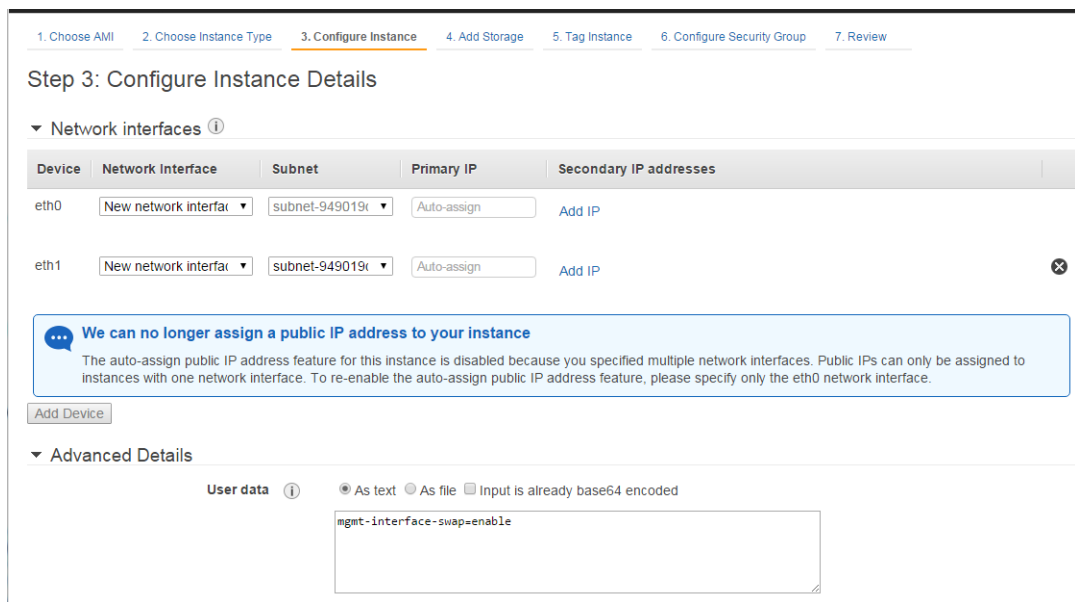 1. Choose AMI 2. Choose Instance Type 3. Configure Instance 4. Add Storage 5. Tag Instance 6. Configure Security Group 7. Review
Step 3: Configure Instance Details
Network interfaces
Device Network Interface Subnet Primary IP Secondary IP addresses
eth0 New network interfac subnet-949019c Auto-assign Add IP
eth1 New network interfac subnet-949019c Auto-assign Add IP
We can no longer assign a public IP address to your instance
The auto-assign public IP address feature for this instance is disabled because you specified multiple network interfaces. Public IPs can only be assigned to
instances with one network interface. To re-enable the auto-assign public IP address feature, please specify only the eth0 network interface.
Add Device
Advanced Details
User data As text As file Input is already base64 encoded
mgmt-interface-swap=enable